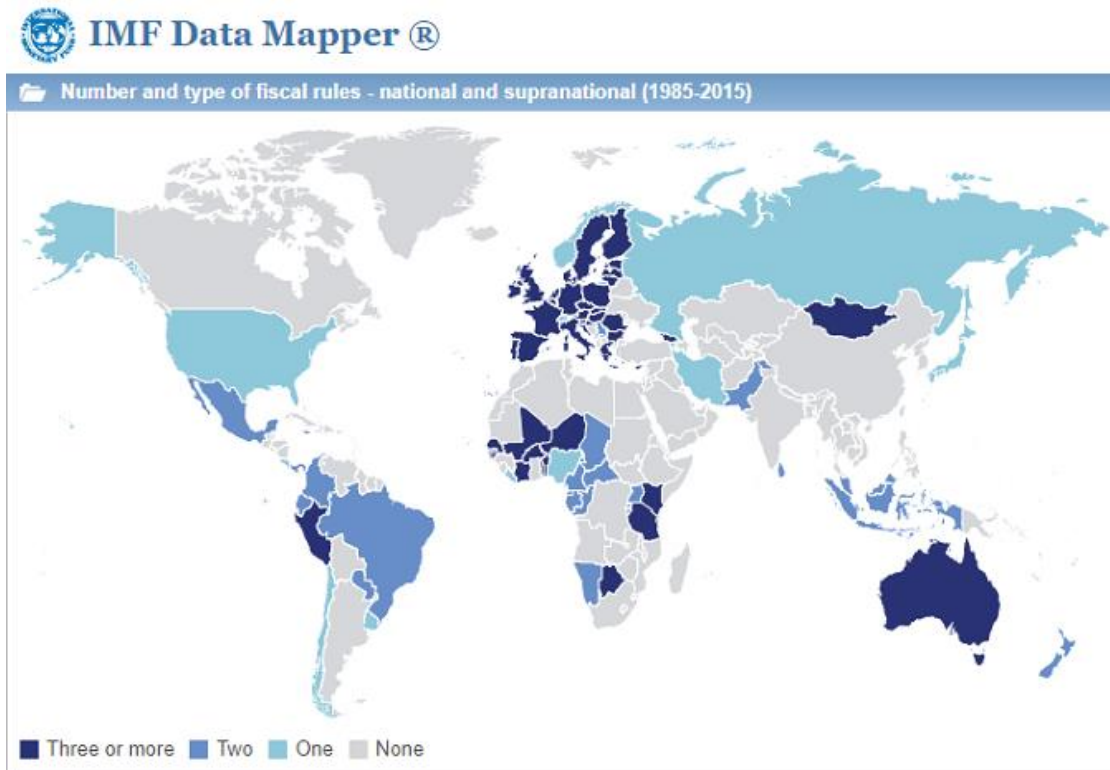 IMF Data Mapper ®
Number and type of fiscal rules - national and supranational (1985-2015)
Three or more Two One None